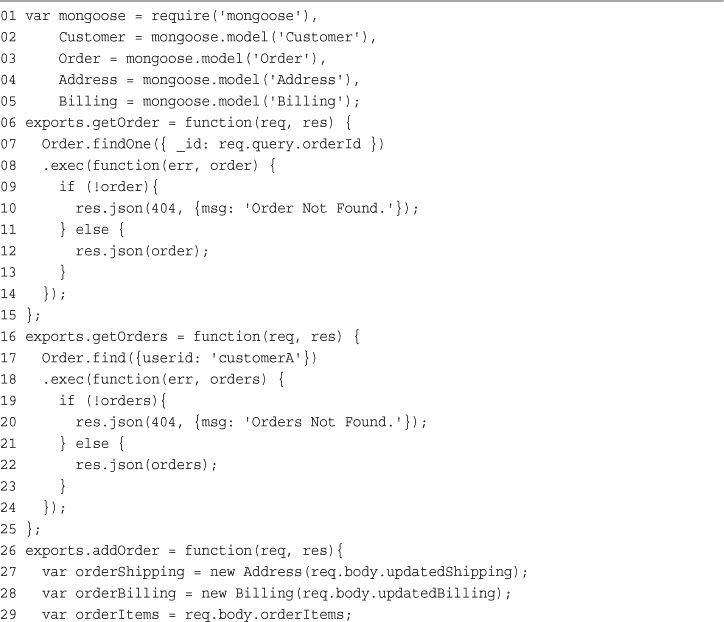 01 var mongoose = require('mongoose'),
02     Customer = mongoose.model('Customer'),
03     Order = mongoose.model('Order'),
04     Address = mongoose.model('Address'),
05     Billing = mongoose.model('Billing');
06 exports.getOrder = function(req, res) {
07   Order.findOne({ _id: req.query.orderId })
08   .exec(function(err, order) {
09     if (!order){
10       res.json(404, {msg: 'Order Not Found.'});
11     } else {
12       res.json(order);
13     }
14   });
15 };
16 exports.getOrders = function(req, res) {
17   Order.find({userid: 'customerA'})
18   .exec(function(err, orders) {
19     if (!orders){
20       res.json(404, {msg: 'Orders Not Found.'});
21     } else {
22       res.json(orders);
23     }
24   });
25 };
26 exports.addOrder = function(req, res){
27   var orderShipping = new Address(req.body.updatedShipping);
28   var orderBilling = new Billing(req.body.updatedBilling);
29   var orderItems = req.body.orderItems;